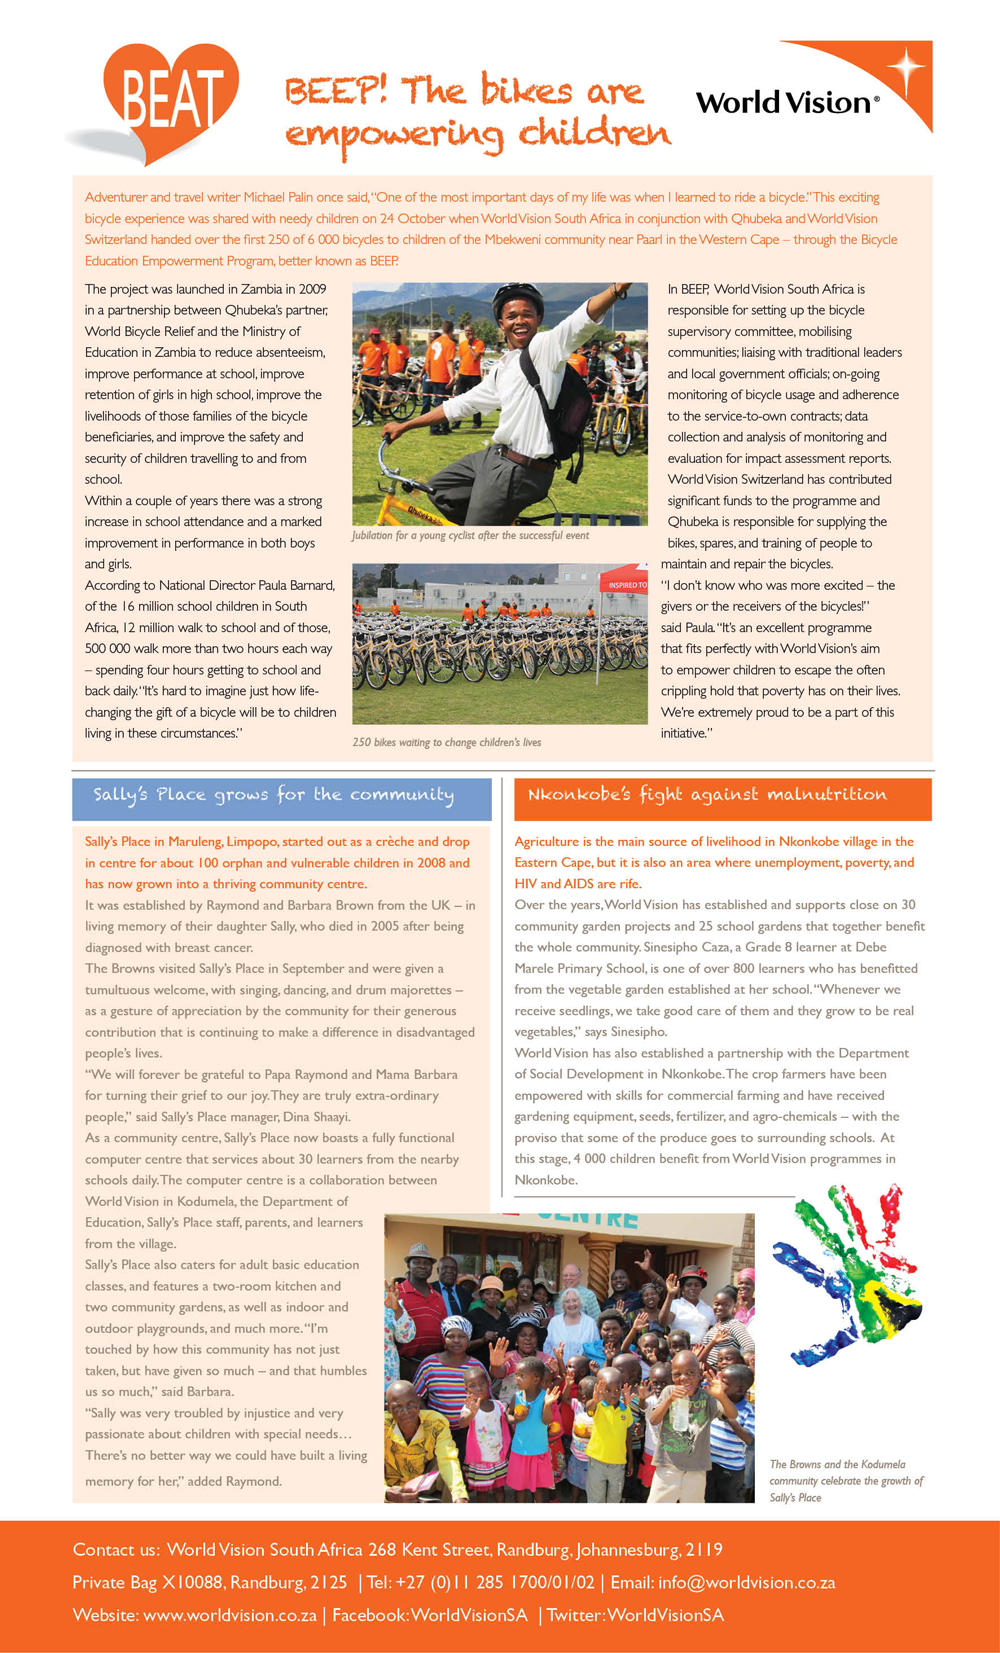 BEAT
BEEP! The bikes are
empowering children
World Vision®
Adventurer and travel writer Michael Palin once said, “One of the most important days of my life was when I learned to ride a bicycle.” This exciting
bicycle experience was shared with needy children on 24 October when World Vision South Africa in conjunction with Qhubeka and World Vision
Switzerland handed over the first 250 of 6 000 bicycles to children of the Mbekweni community near Paarl in the Western Cape – through the Bicycle
Education Empowerment Program, better known as BEEP.
The project was launched in Zambia in 2009
in a partnership between Qhubeka’s partner,
World Bicycle Relief and the Ministry of
Education in Zambia to reduce absenteeism,
improve performance at school, improve
retention of girls in high school, improve the
livelihoods of those families of the bicycle
beneficiaries, and improve the safety and
security of children travelling to and from
school.
Within a couple of years there was a strong
increase in school attendance and a marked
improvement in performance in both boys
and girls.
According to National Director Paula Barnard,
of the 16 million school children in South
Africa, 12 million walk to school and of those,
500 000 walk more than two hours each way
– spending four hours getting to school and
back daily. “It’s hard to imagine just how life-
changing the gift of a bicycle will be to children
living in these circumstances.”
Qhubeka
Jubilation for a young cyclist after the successful event
INSPIRED TO
250 bikes waiting to change children’s lives
In BEEP, World Vision South Africa is
responsible for setting up the bicycle
supervisory committee, mobilising
communities; liaising with traditional leaders
and local government officials; on-going
monitoring of bicycle usage and adherence
to the service-to-own contracts; data
collection and analysis of monitoring and
evaluation for impact assessment reports.
World Vision Switzerland has contributed
significant funds to the programme and
Qhubeka is responsible for supplying the
bikes, spares, and training of people to
maintain and repair the bicycles.
“I don’t know who was more excited – the
givers or the receivers of the bicycles!”
said Paula. “It’s an excellent programme
that fits perfectly with World Vision’s aim
to empower children to escape the often
crippling hold that poverty has on their lives.
We’re extremely proud to be a part of this
initiative.”
Sally’s Place grows for the community
Sally’s Place in Maruleng, Limpopo, started out as a crèche and drop
in centre for about 100 orphan and vulnerable children in 2008 and
has now grown into a thriving community centre.
It was established by Raymond and Barbara Brown from the UK – in
living memory of their daughter Sally, who died in 2005 after being
diagnosed with breast cancer.
The Browns visited Sally’s Place in September and were given a
tumultuous welcome, with singing, dancing, and drum majorettes –
as a gesture of appreciation by the community for their generous
contribution that is continuing to make a difference in disadvantaged
people’s lives.
“We will forever be grateful to Papa Raymond and Mama Barbara
for turning their grief to our joy. They are truly extra-ordinary
people,” said Sally’s Place manager, Dina Shaayi.
As a community centre, Sally’s Place now boasts a fully functional
computer centre that services about 30 learners from the nearby
schools daily. The computer centre is a collaboration between
World Vision in Kodumela, the Department of
Education, Sally’s Place staff, parents, and learners
from the village.
Sally’s Place also caters for adult basic education
classes, and features a two-room kitchen and
two community gardens, as well as indoor and
outdoor playgrounds, and much more. “I’m
touched by how this community has not just
taken, but have given so much – and that humbles
us so much,” said Barbara.
“Sally was very troubled by injustice and very
passionate about children with special needs…
There’s no better way we could have built a living
memory for her,” added Raymond.
Nkonkobe’s fight against malnutrition
Agriculture is the main source of livelihood in Nkonkobe village in the
Eastern Cape, but it is also an area where unemployment, poverty, and
HIV and AIDS are rife.
Over the years, World Vision has established and supports close on 30
community garden projects and 25 school gardens that together benefit
the whole community. Sinesipho Caza, a Grade 8 learner at Debe
Marele Primary School, is one of over 800 learners who has benefitted
from the vegetable garden established at her school. “Whenever we
receive seedlings, we take good care of them and they grow to be real
vegetables,” says Sinesipho.
World Vision has also established a partnership with the Department
of Social Development in Nkonkobe. The crop farmers have been
empowered with skills for commercial farming and have received
gardening equipment, seeds, fertilizer, and agro-chemicals – with the
proviso that some of the produce goes to surrounding schools. At
this stage, 4 000 children benefit from World Vision programmes in
Nkonkobe.
CENTRE
The Browns and the Kodumela
community celebrate the growth of
Sally’s Place
Contact us: World Vision South Africa 268 Kent Street, Randburg, Johannesburg, 2119
Private Bag X10088, Randburg, 2125 | Tel: +27 (0)11 285 1700/01/02 | Email: info@worldvision.co.za
Website: www.worldvision.co.za | Facebook: WorldVisionSA | Twitter: WorldVisionSA